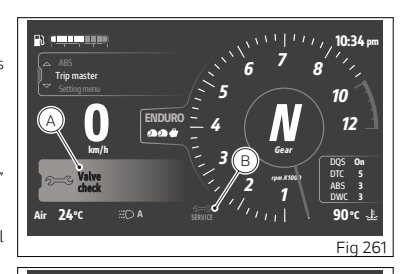 s
”
l
10:34 pm
ABS
Trip master
Setting menu
0
km/h
ENDURO
A
Valve
check
Air 24°C
A
SERVICE
B
N
Gear
rpm X1000
1
2
3
4
5
6
7
8
10
12
DQS On
DTC 5
ABS 3
DWC 3
90°C
Fig 261